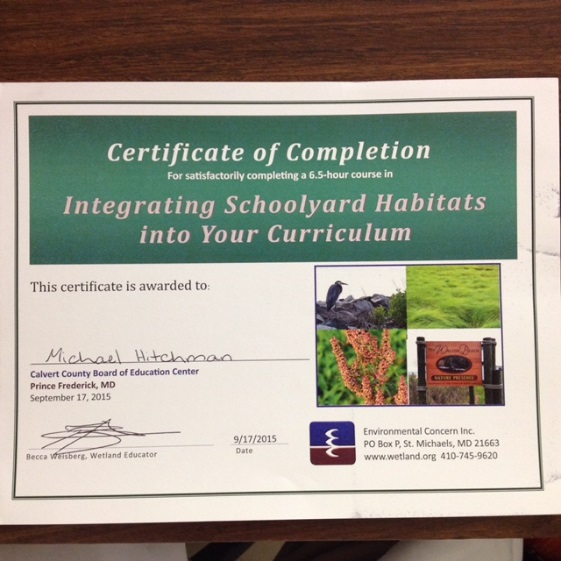 Certificate of Completion
For satisfactorily completing a 6.5-hour course in
Integrating Schoolyard Habitats
into Your Curriculum
This certificate is awarded to:
Michael Hitchman
Calvert County Board of Education Center
Prince Frederick, MD
September 17, 2015
NATURE PRESERVE
9/17/2015
Becca Weisberg, Wetland Educator
Date
Environmental Concern Inc.
PO Box P, St. Michaels, MD 21663
www.wetland.org 410-745-9620